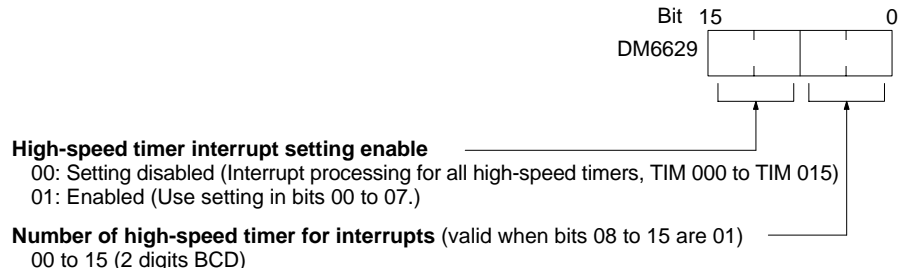 Bit 15 0
DM6629
High-speed timer interrupt setting enable
00: Setting disabled (Interrupt processing for all high-speed timers, TIM 000 to TIM 015)
01: Enabled (Use setting in bits 00 to 07.)
Number of high-speed timer for interrupts (valid when bits 08 to 15 are 01)
00 to 15 (2 digits BCD)